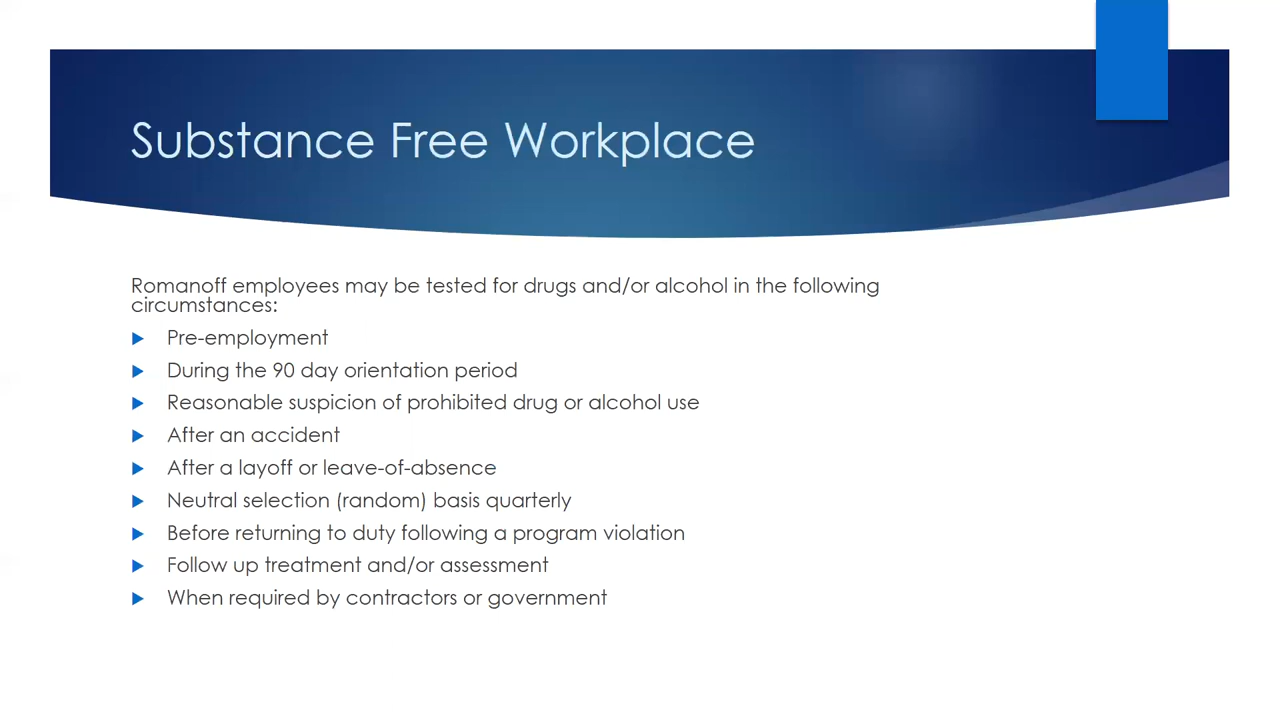 Substance Free Workplace
Romanoff employees may be tested for drugs and/or alcohol in the following
circumstances:
Pre-employment
During the 90 day orientation period
Reasonable suspicion of prohibited drug or alcohol use
After an accident
After a layoff or leave-of-absence
Neutral selection (random) basis quarterly
Before returning to duty following a program violation
Follow up treatment and/or assessment
When required by contractors or government